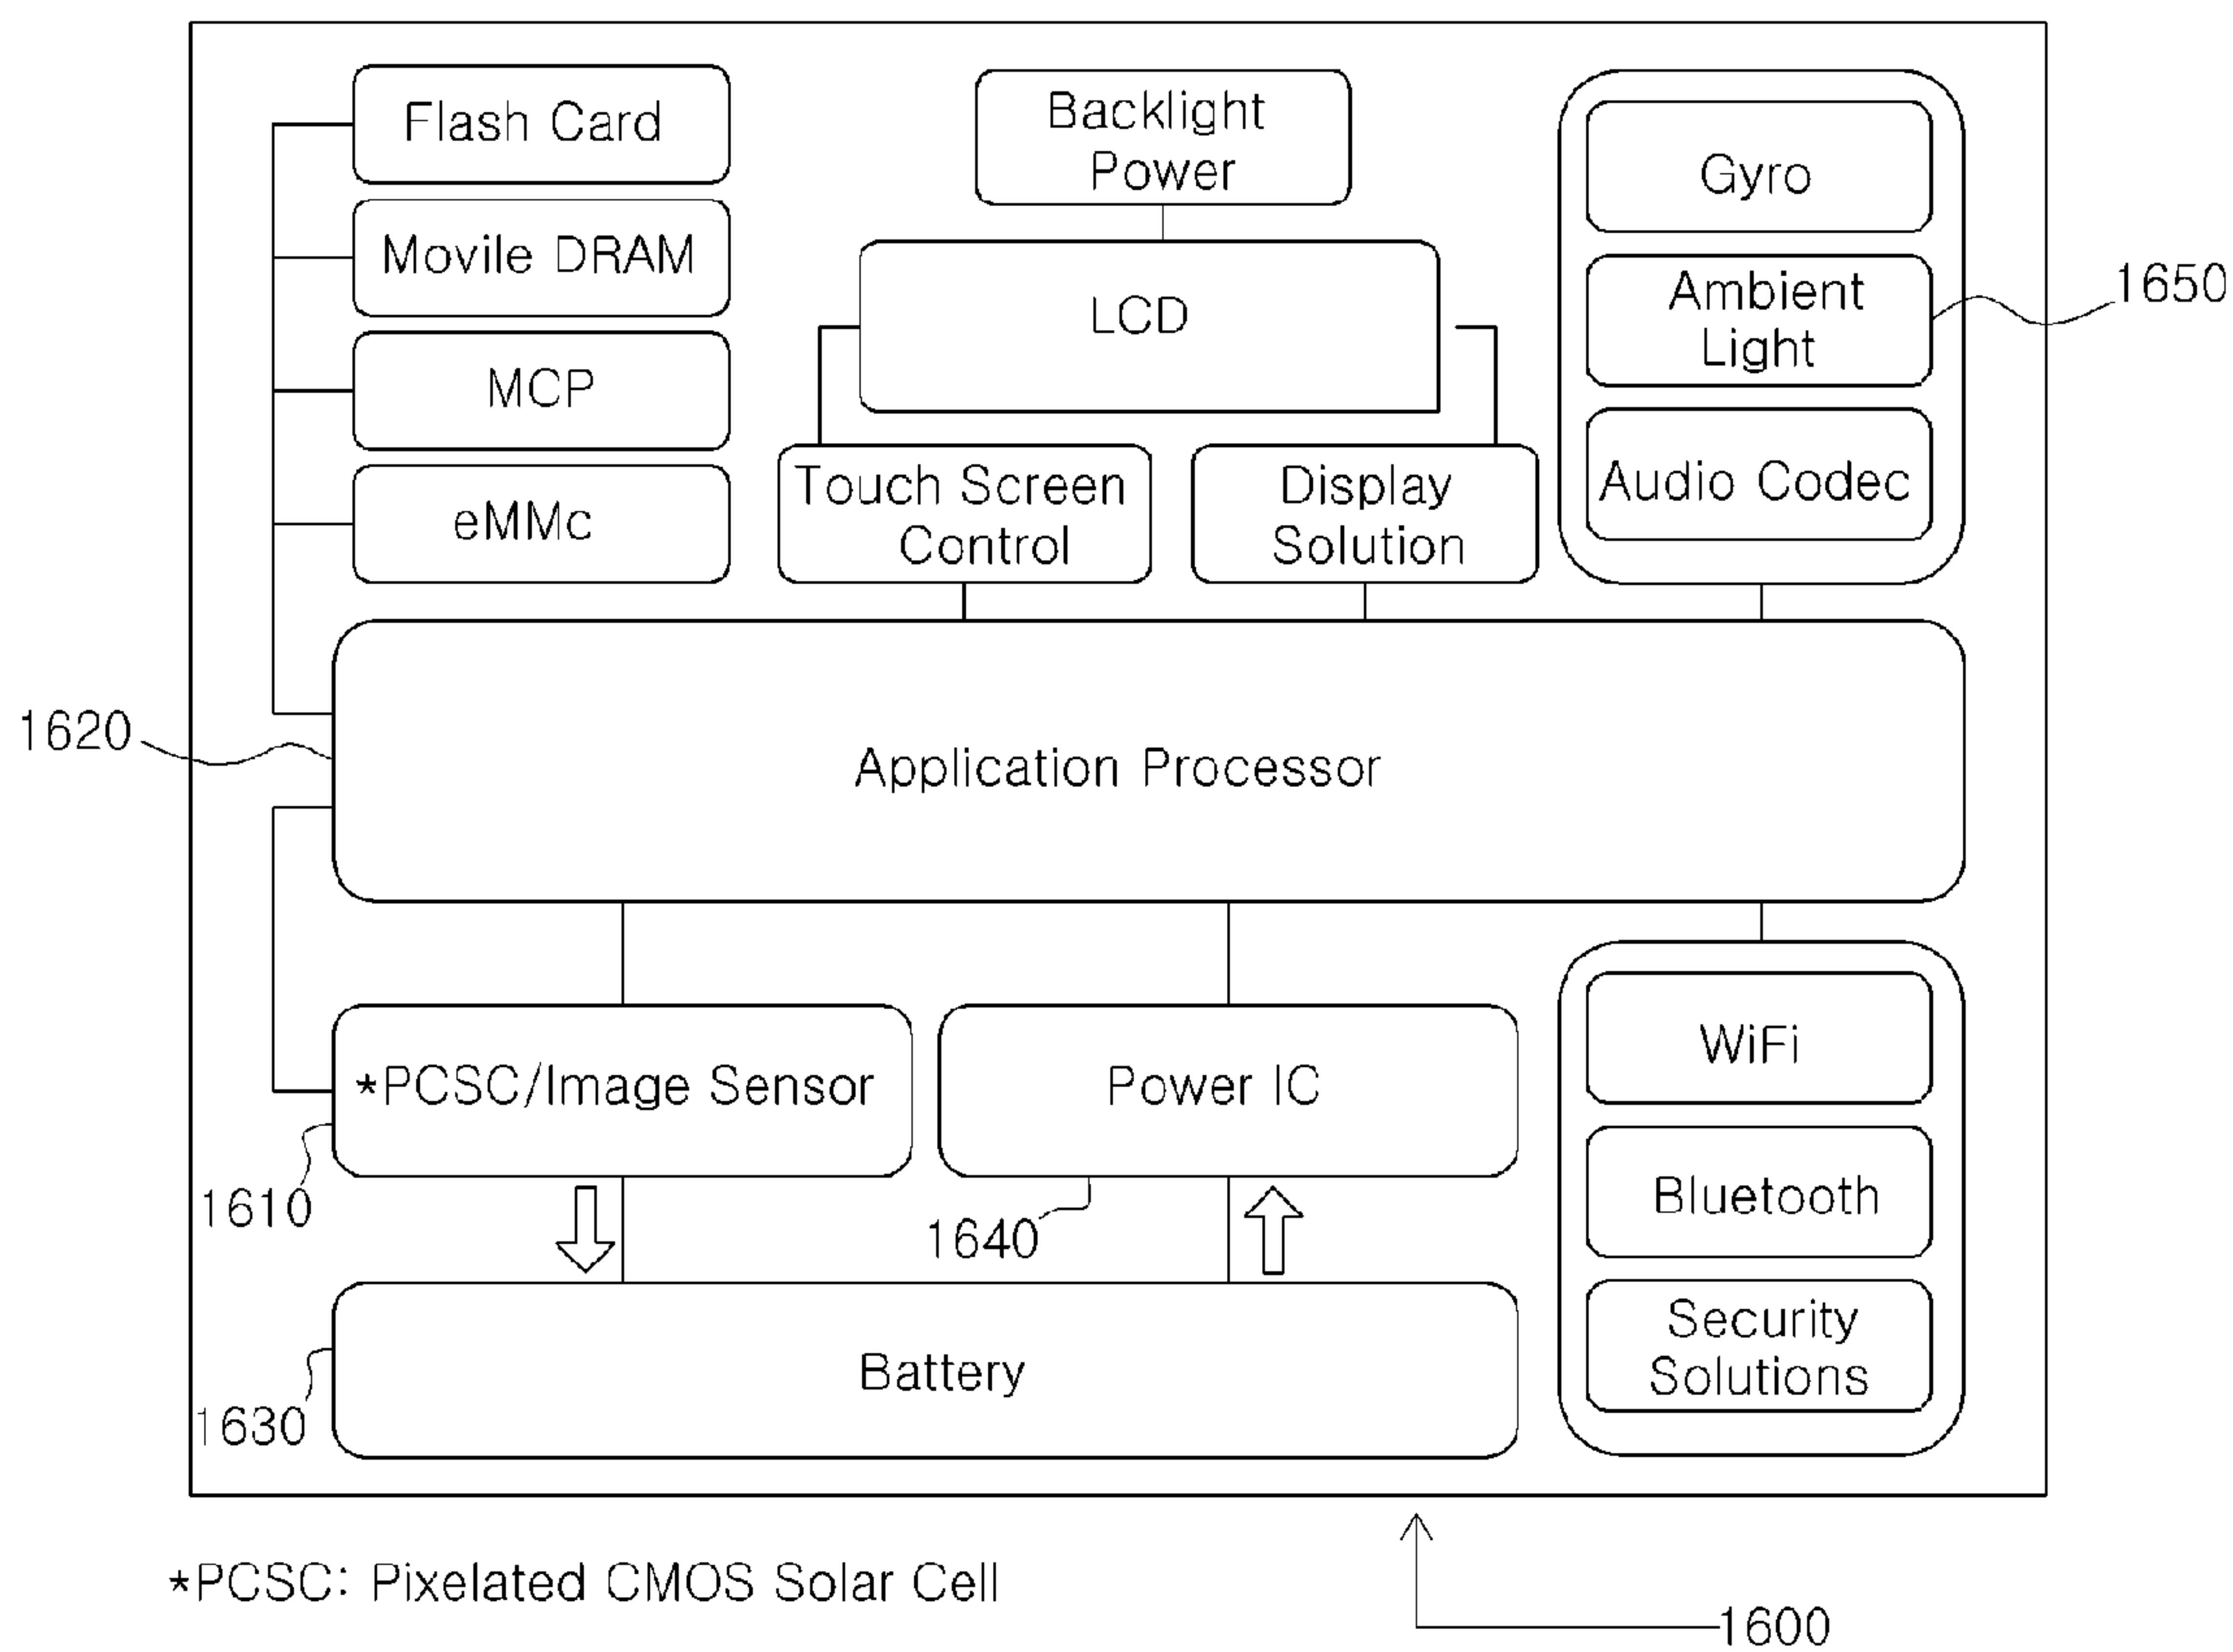 Flash Card
Movile DRAM
MCP
eMMc
Backlight
Power
LCD
Touch Screen
Control
Display
Solution
Gyro
Ambient
Light
Audio Codec
1650
1620
Application Processor
*PCSC/Image Sensor
1610
Power IC
1640
Battery
1630
WiFi
Bluetooth
Security
Solutions
*PCSC: Pixelated CMOS Solar Cell
1600